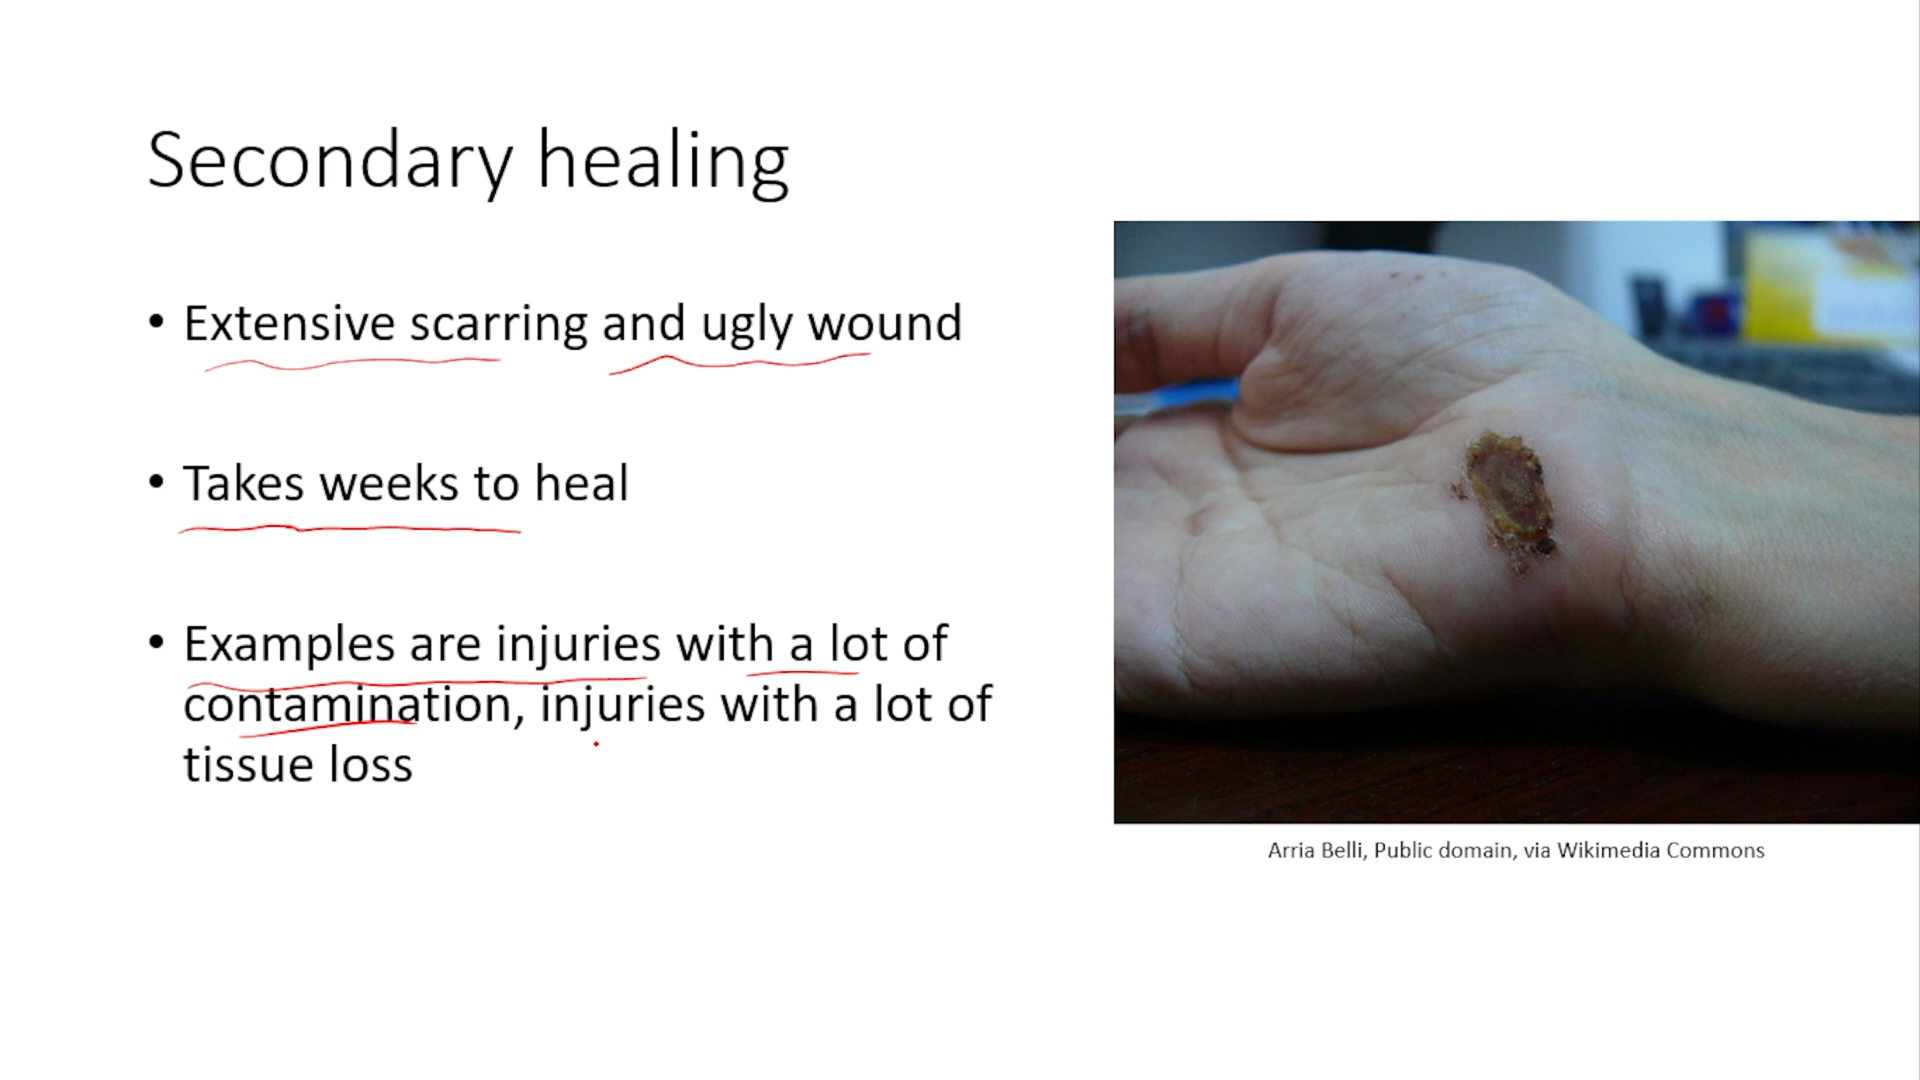 Secondary healing
• Extensive scarring and ugly wound
• Takes weeks to heal
• Examples are injuries with a lot of
contamination, injuries with a lot of
tissue loss
Arria Belli, Public domain, via Wikimedia Commons